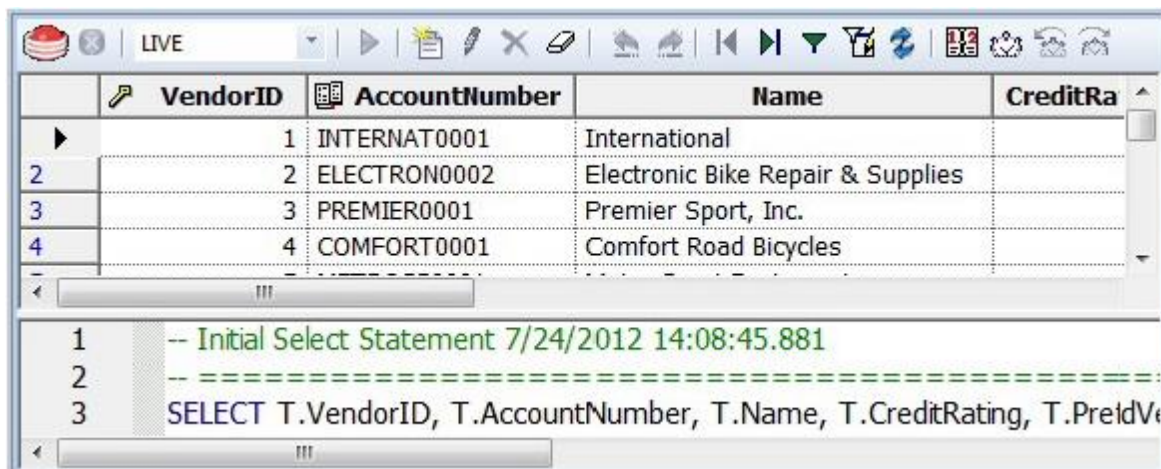 LIVE
VendorID AccountNumber Name CreditRa
1 INTERNAT0001 International
2 2 ELECTRON0002 Electronic Bike Repair & Supplies
3 3 PREMIER0001 Premier Sport, Inc.
4 4 COMFORT0001 Comfort Road Bicycles
1 -- Initial Select Statement 7/24/2012 14:08:45.881
2 -- ==============================================
3 SELECT T.VendorID, T.AccountNumber, T.Name, T.CreditRating,